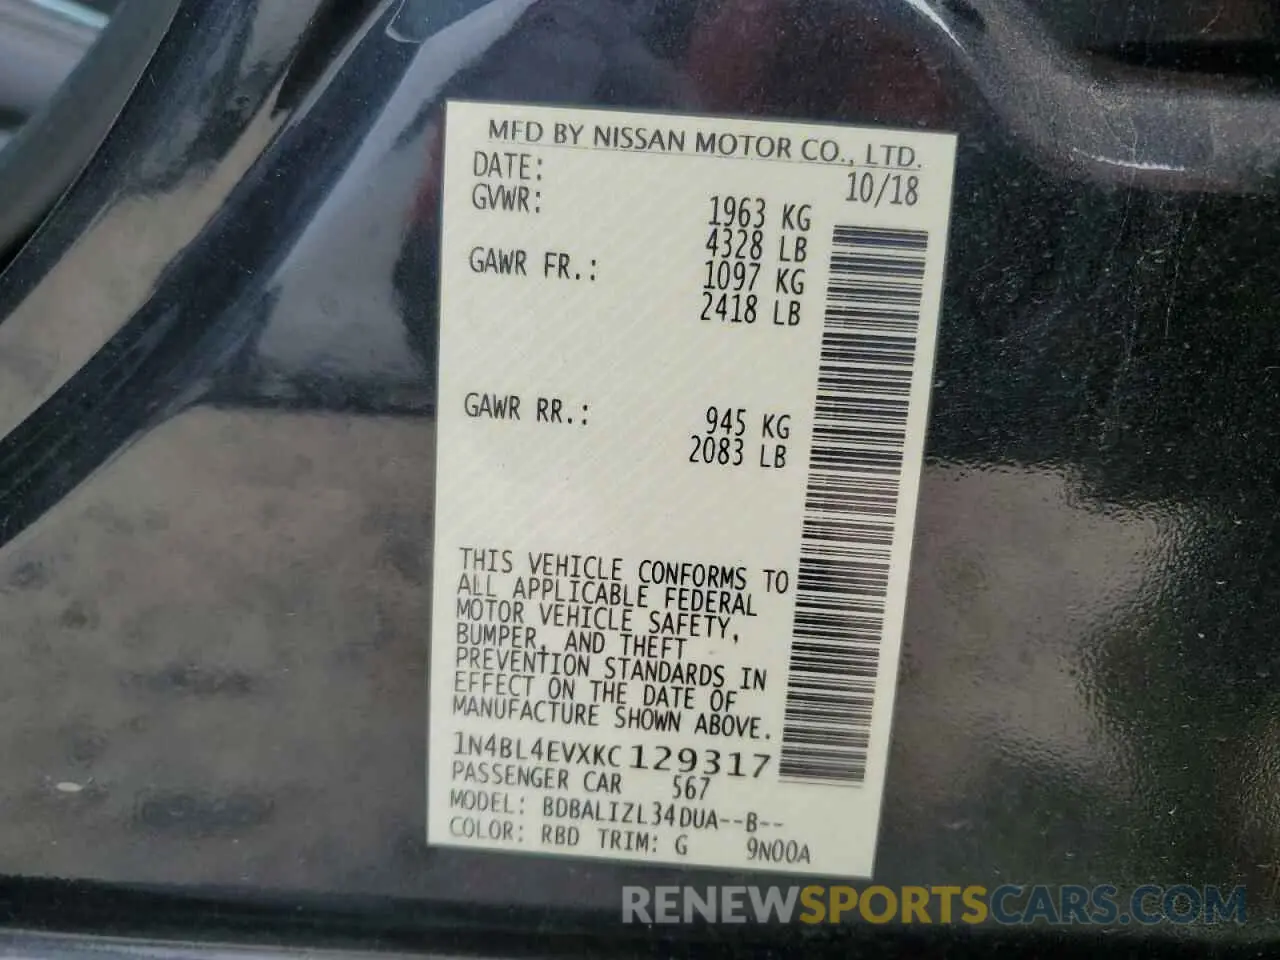 MFD BY NISSAN MOTOR CO., LTD.
DATE: 10/18
GVWR: 1963 KG
4328 LB
GAWR FR.: 1097 KG
2418 LB
GAWR RR.: 945 KG
2083 LB
THIS VEHICLE CONFORMS TO
ALL APPLICABLE FEDERAL
MOTOR VEHICLE SAFETY,
BUMPER, AND THEFT
PREVENTION STANDARDS IN
EFFECT ON THE DATE OF
MANUFACTURE SHOWN ABOVE.
1N4BL4EVXKC129317
PASSENGER CAR 567
MODEL: BDBALIZL34DUA--B--
COLOR: RBD TRIM: G 9N00A
RENEWSPORTSCARS.COM